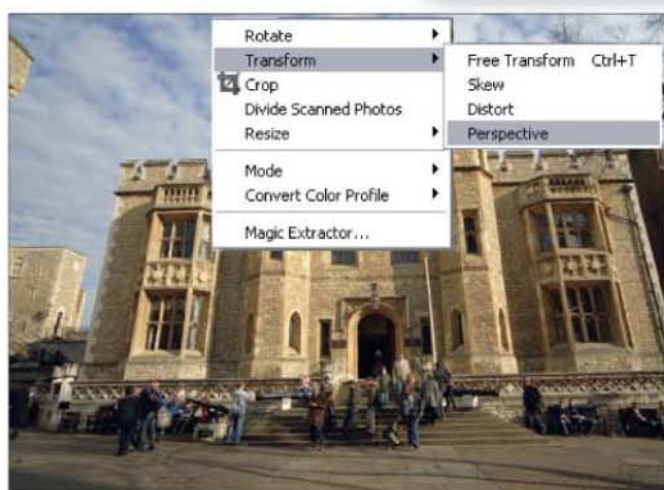 Rotate
Transform
Crop
Divide Scanned Photos
Resize
Mode
Convert Color Profile
Magic Extractor...
Free Transform Ctrl+T
Skew
Distort
Perspective